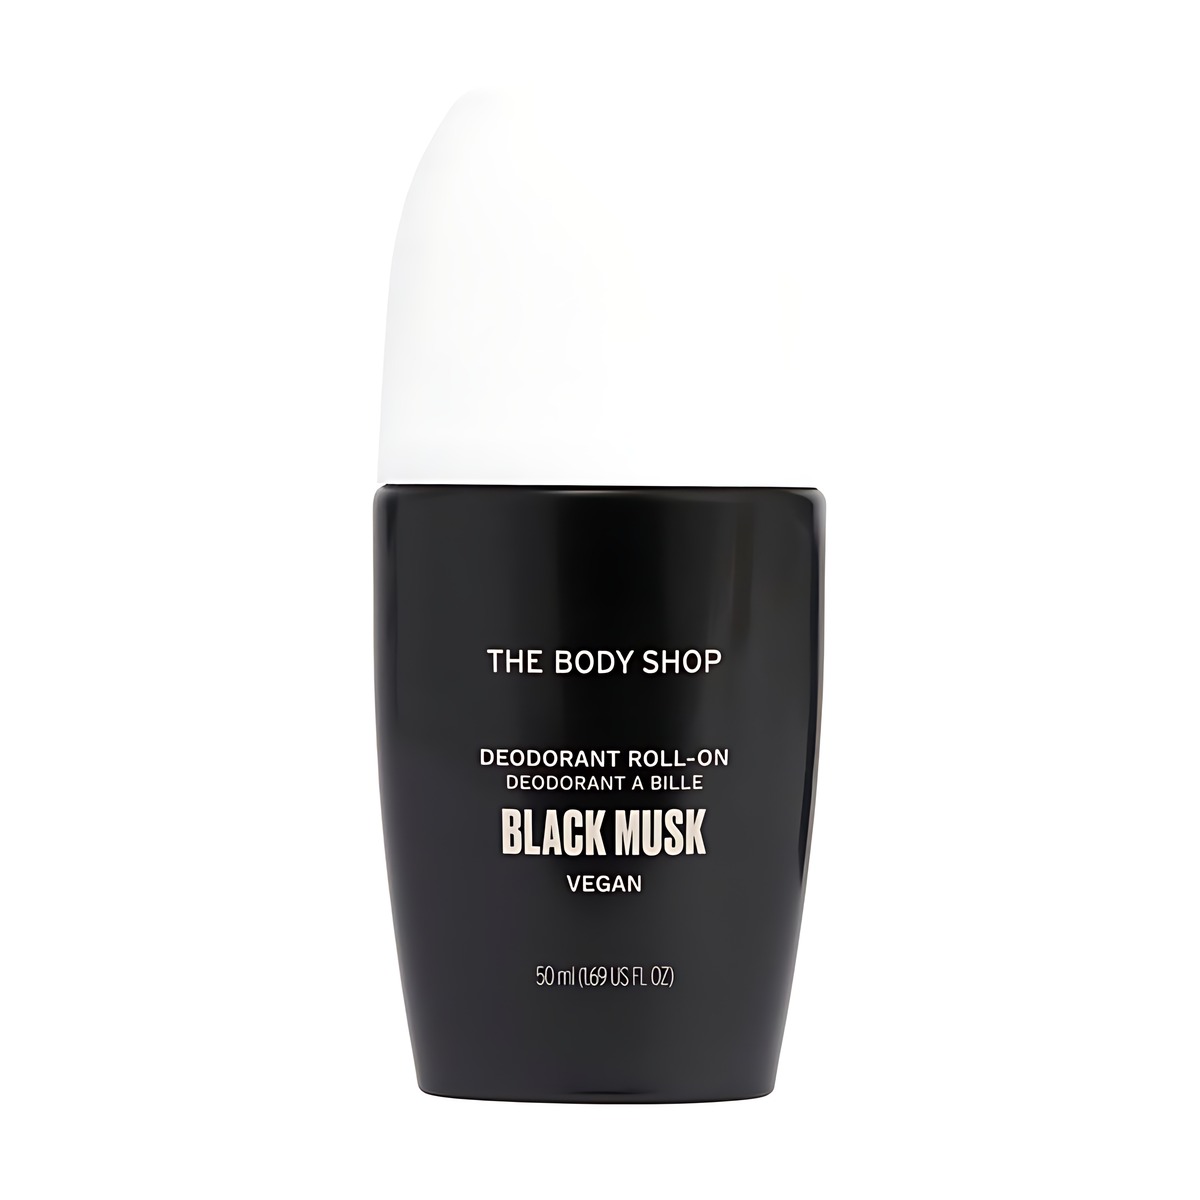 THE BODY SHOP
DEODORANT ROLL-ON
DEODORANT A BILLE
BLACK MUSK
VEGAN
50 ml (1.69 US FL OZ)